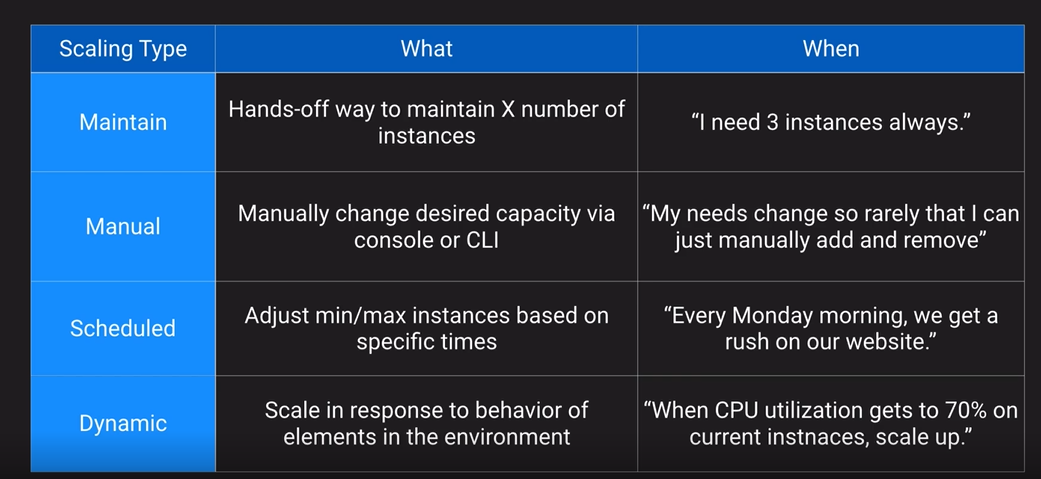 Scaling Type
What
When
Maintain
Hands-off way to maintain X number of
instances
“I need 3 instances always.”
Manual
Manually change desired capacity via
console or CLI
“My needs change so rarely that I can
just manually add and remove”
Scheduled
Adjust min/max instances based on
specific times
“Every Monday morning, we get a
rush on our website.”
Dynamic
Scale in response to behavior of
elements in the environment
“When CPU utilization gets to 70% on
current instnaces, scale up.”